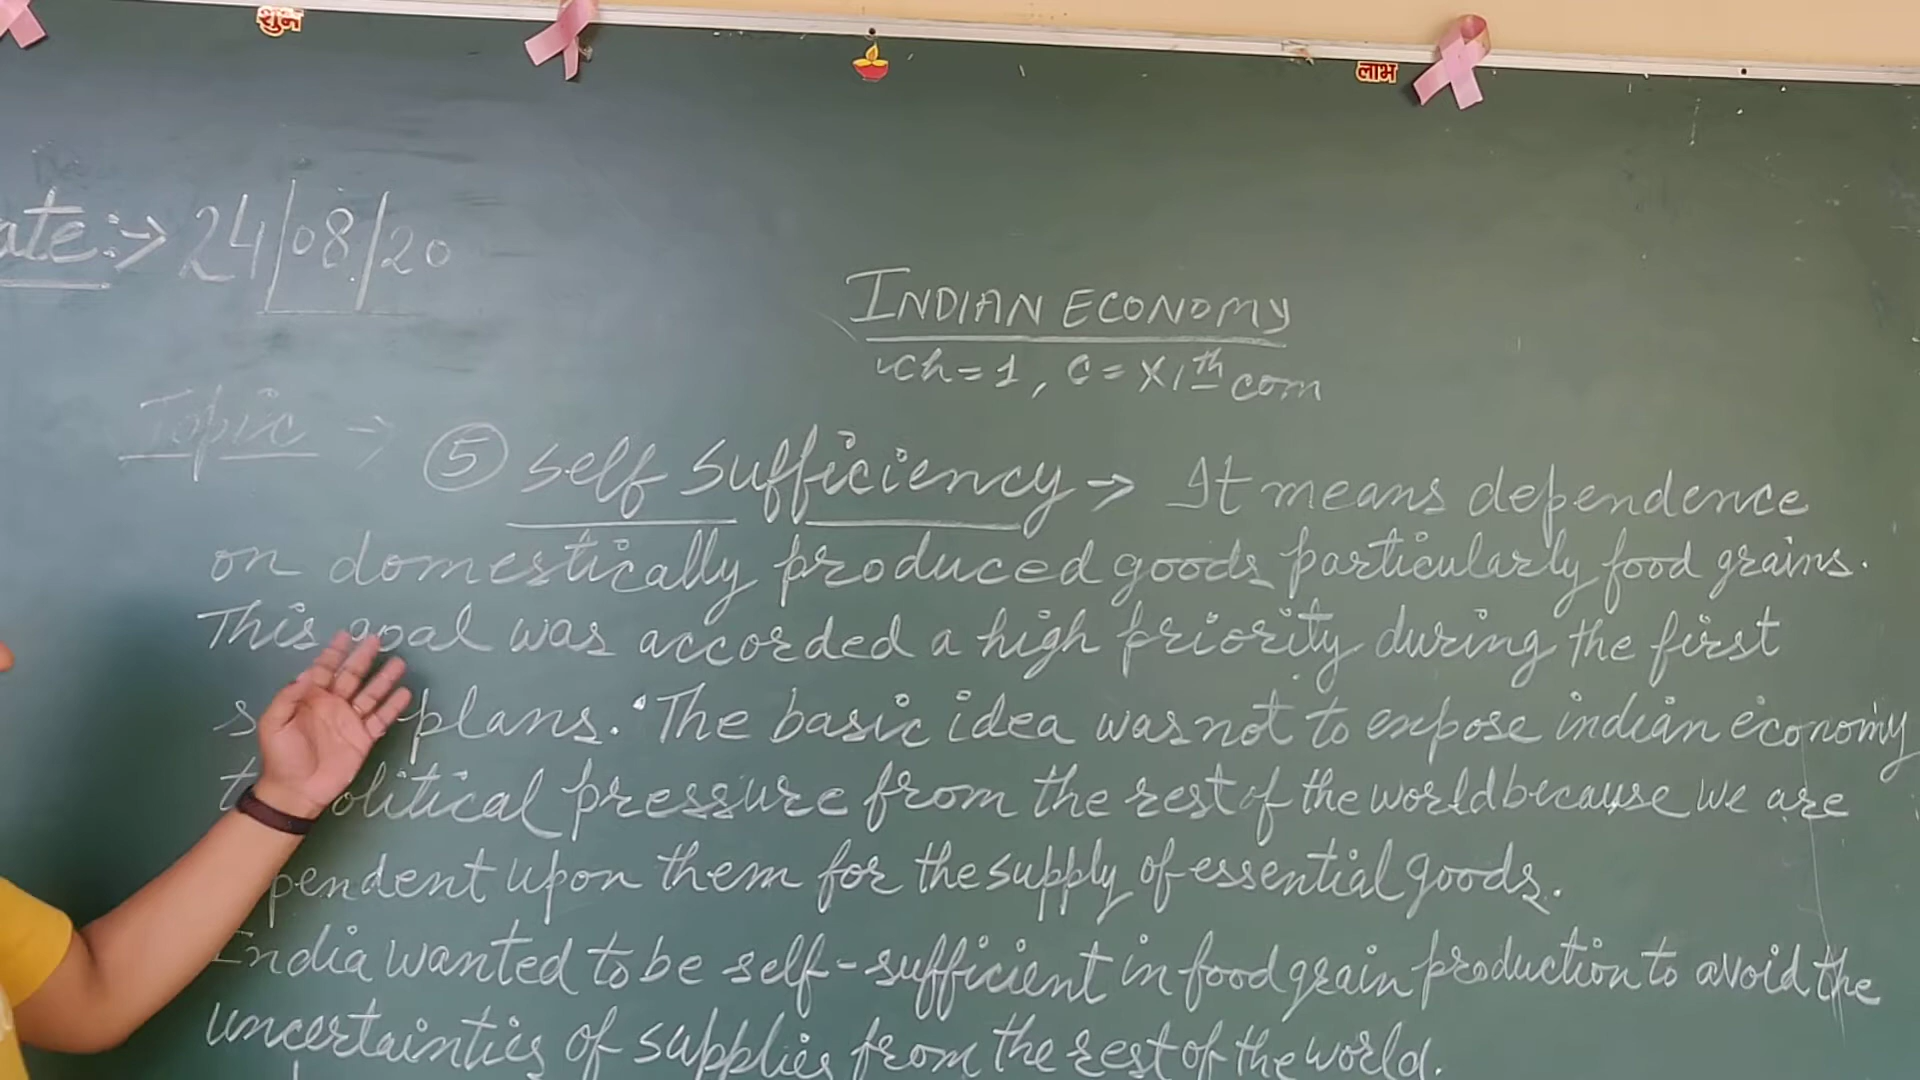 शुभ
लाभ
ate:→ 24/08/20
INDIAN ECONOMY
Ch=1, C=XIth com
Topic →
⑤ Self Sufficiency → It means dependence
on domestically produced goods particularly food grains.
This goal was accorded a high priority during the first
plans. The basic idea was not to expose indian economy
olitical pressure from the rest of the world because we are
pendent upon them for the supply of essential goods.
India wanted to be self-sufficient in food grain production to avoid the
uncertainties of supplies from the rest of the world.